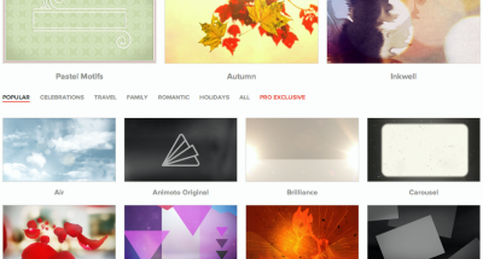 Pastel Motifs Autumn Inkwell
POPULAR CELEBRATIONS TRAVEL FAMILY ROMANTIC HOLIDAYS ALL PRO EXCLUSIVE
Air Animoto Original Brilliance Carousel